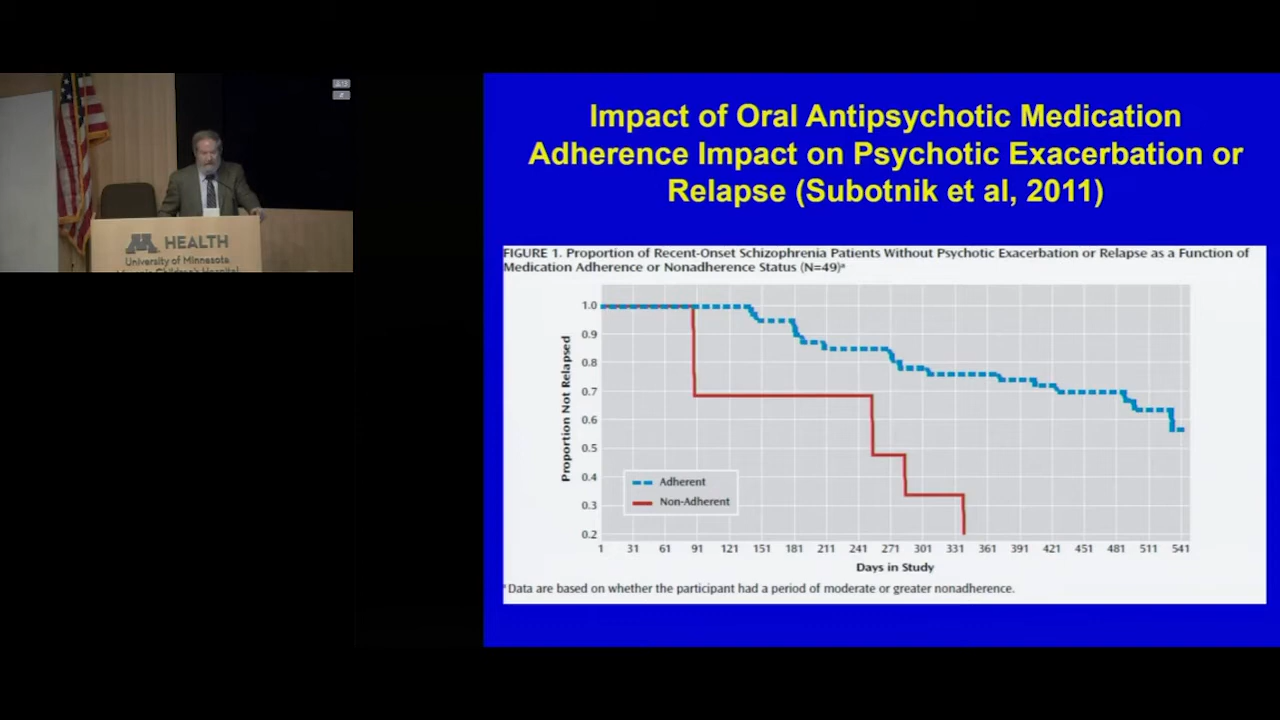 Impact of Oral Antipsychotic Medication
Adherence Impact on Psychotic Exacerbation or
Relapse (Subotnik et al, 2011)
M HEALTH
University of Minnesota
Children's Hospital
FIGURE 1. Proportion of Recent-Onset Schizophrenia Patients Without Psychotic Exacerbation or Relapse as a Function of
Medication Adherence or Nonadherence Status (N=49)ᵃ
Proportion Not Relapsed
1.0
0.9
0.8
0.7
0.6
0.5
0.4
0.3
0.2
Adherent
Non-Adherent
1 31 61 91 121 151 181 211 241 271 301 331 361 391 421 451 481 511 541
Days in Study
ᵃData are based on whether the participant had a period of moderate or greater nonadherence.